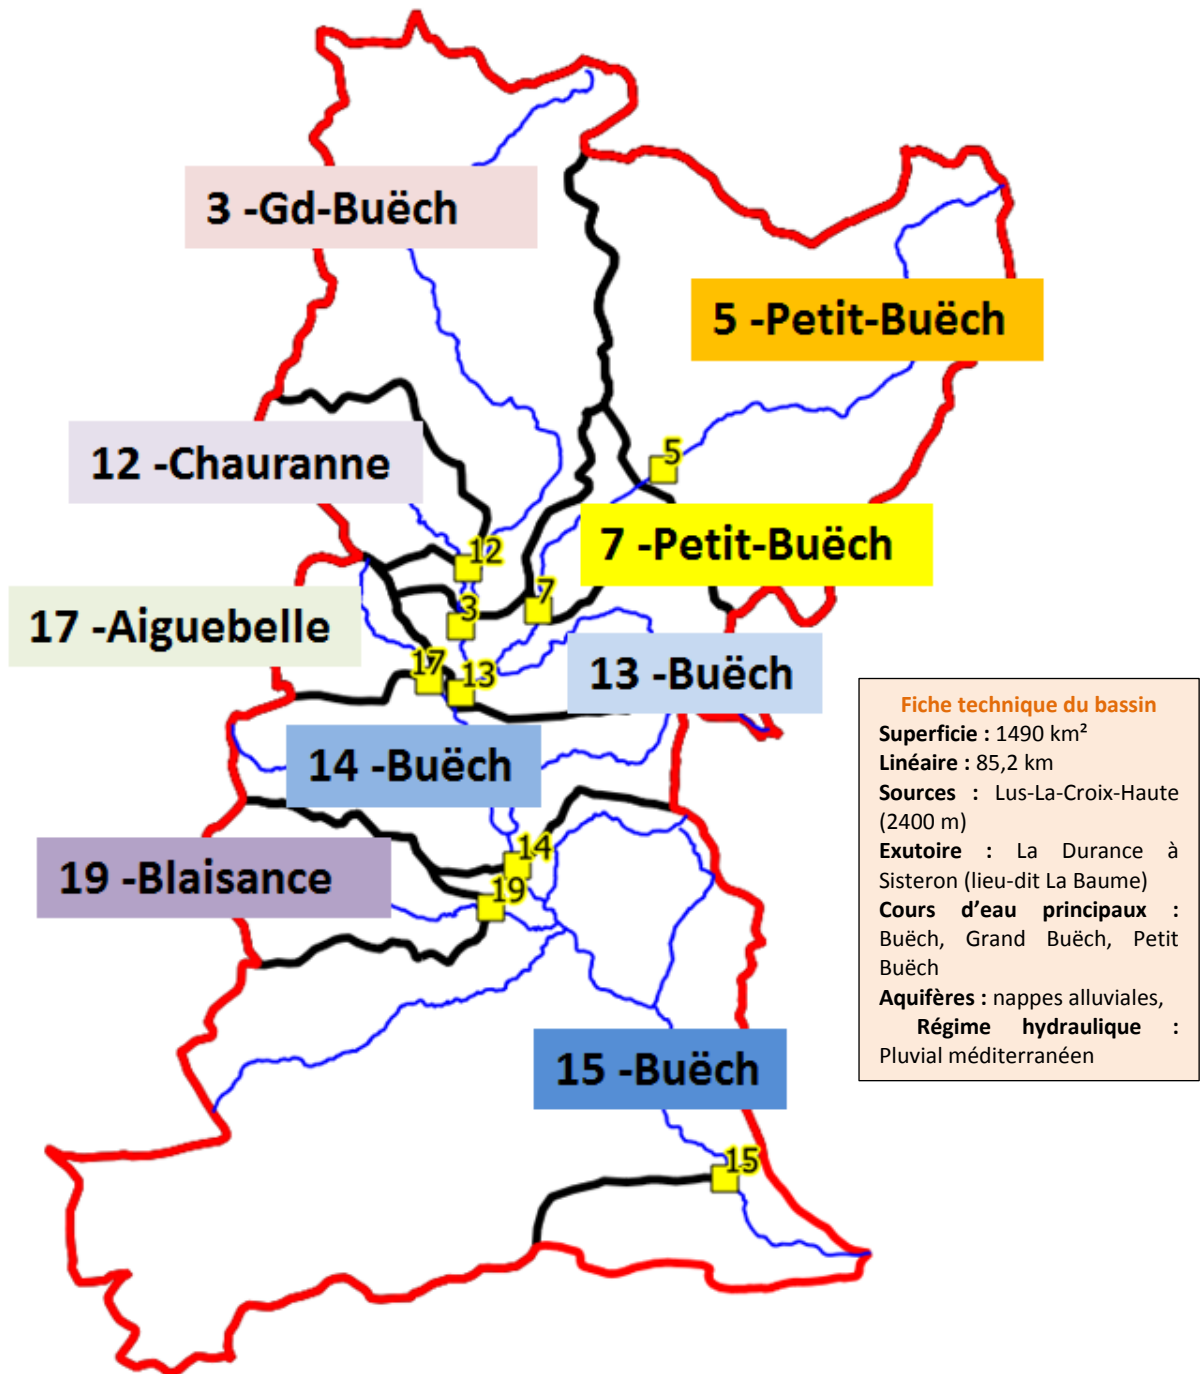 3 -Gd-Buëch
5 -Petit-Buëch
12 -Chauranne
5
7 -Petit-Buëch
12
7
3
17 -Aiguebelle
17
13
13 -Buëch
14 -Buëch
14
19 -Blaisance
19
15 -Buëch
15
Fiche technique du bassin
Superficie : 1490 km²
Linéaire : 85,2 km
Sources : Lus-La-Croix-Haute
(2400 m)
Exutoire : La Durance à
Sisteron (lieu-dit La Baume)
Cours d'eau principaux :
Buëch, Grand Buëch, Petit
Buëch
Aquifères : nappes alluviales,
Régime hydraulique :
Pluvial méditerranéen